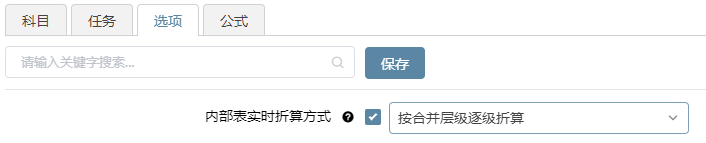 科目 任务 选项 公式
请输入关键字搜索... 保存
内部表实时折算方式 ? 按合并层级逐级折算